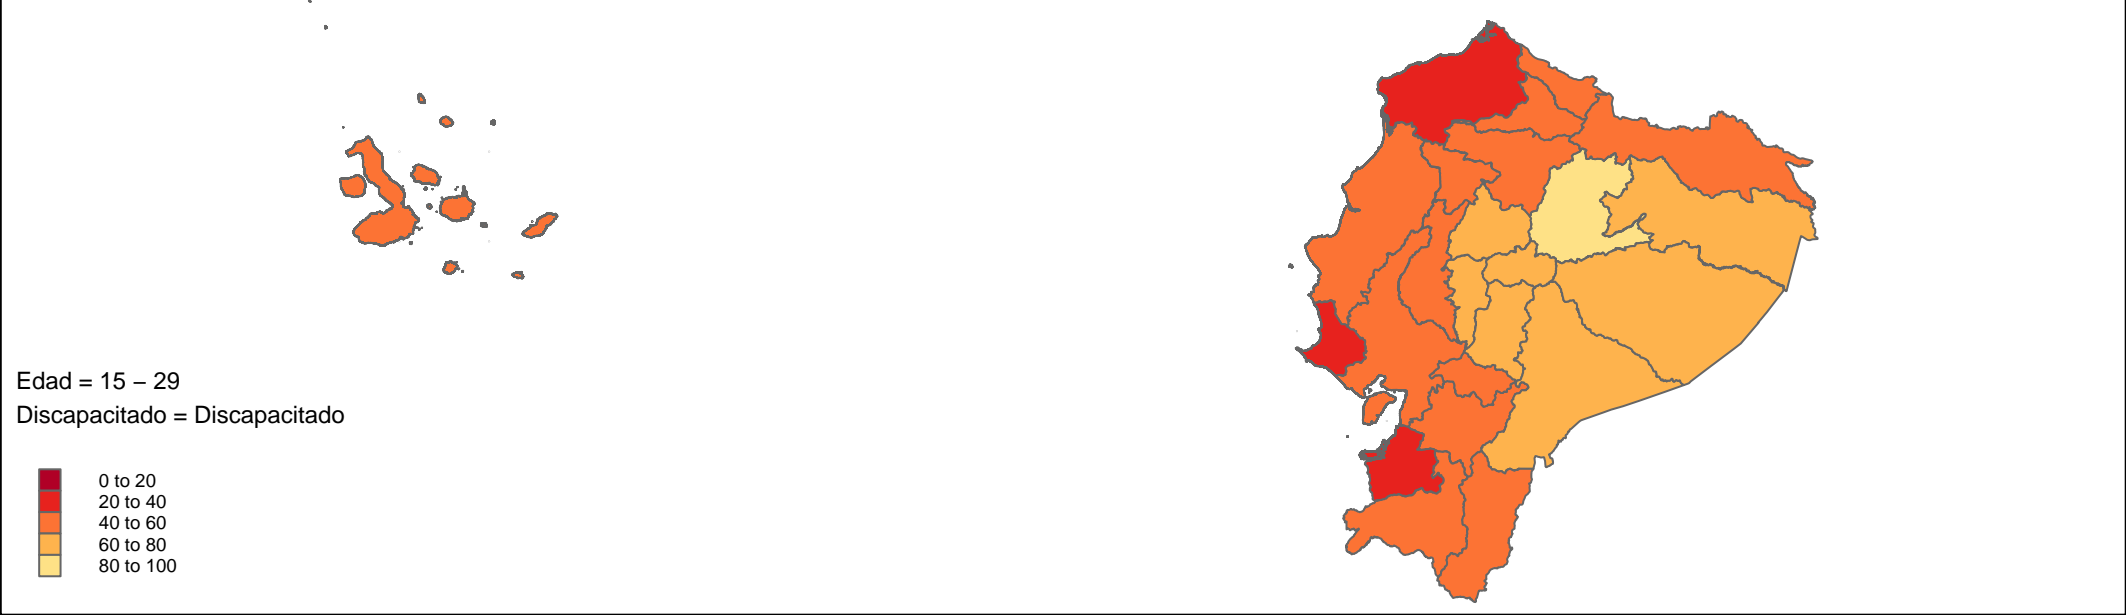 Edad = 15 – 29
Discapacitado = Discapacitado
0 to 20
20 to 40
40 to 60
60 to 80
80 to 100